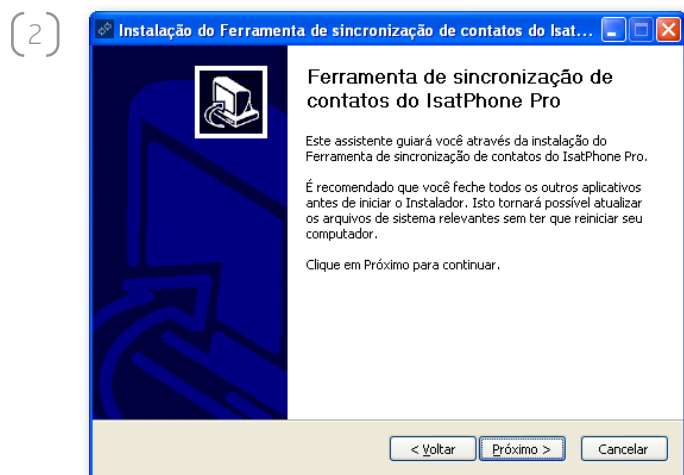 (2)
Instalação do Ferramenta de sincronização de contatos do Isat...
Ferramenta de sincronização de
contatos do IsatPhone Pro
Este assistente guiará você através da instalação do
Ferramenta de sincronização de contatos do IsatPhone Pro.
É recomendado que você feche todos os outros aplicativos
antes de iniciar o Instalador. Isto tornará possível atualizar
os arquivos de sistema relevantes sem ter que reiniciar seu
computador.
Clique em Próximo para continuar.
< Voltar Próximo > Cancelar